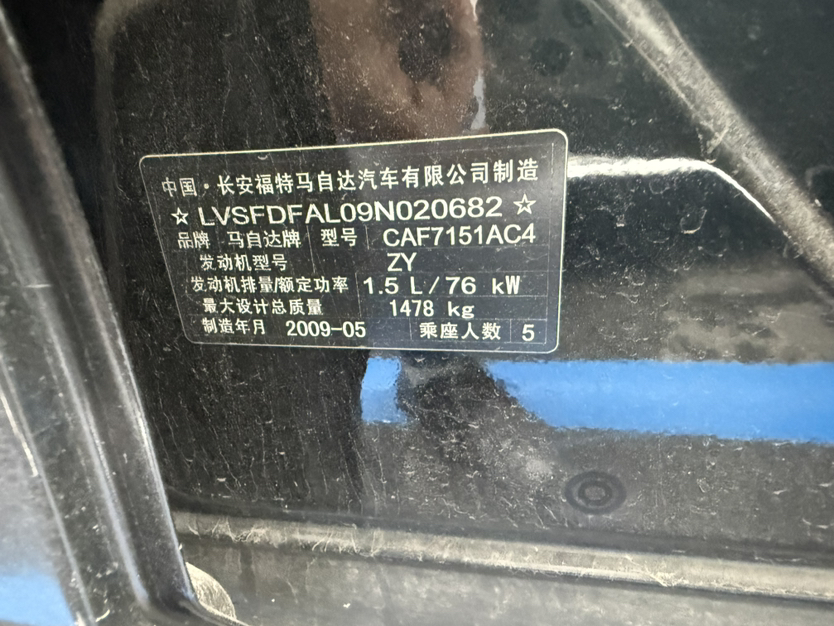 中国·长安福特马自达汽车有限公司制造
☆ LVSFDFAL09N020682 ☆
品牌 马自达牌 型号 CAF7151AC4
发动机型号 ZY
发动机排量/额定功率 1.5 L/76 kW
最大设计总质量 1478 kg
制造年月 2009-05 乘座人数 5